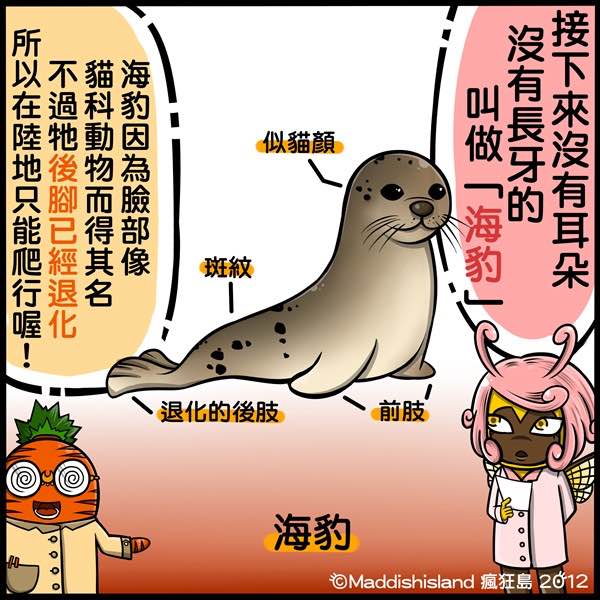 接下來沒有耳朵
沒有長牙的
叫做「海豹」
海豹因為臉部像
貓科動物而得其名
不過牠後腳已經退化
所以在陸地只能爬行喔！
似貓顏
斑紋
退化的後肢
前肢
海豹
©Maddishisland 瘋狂島 2012